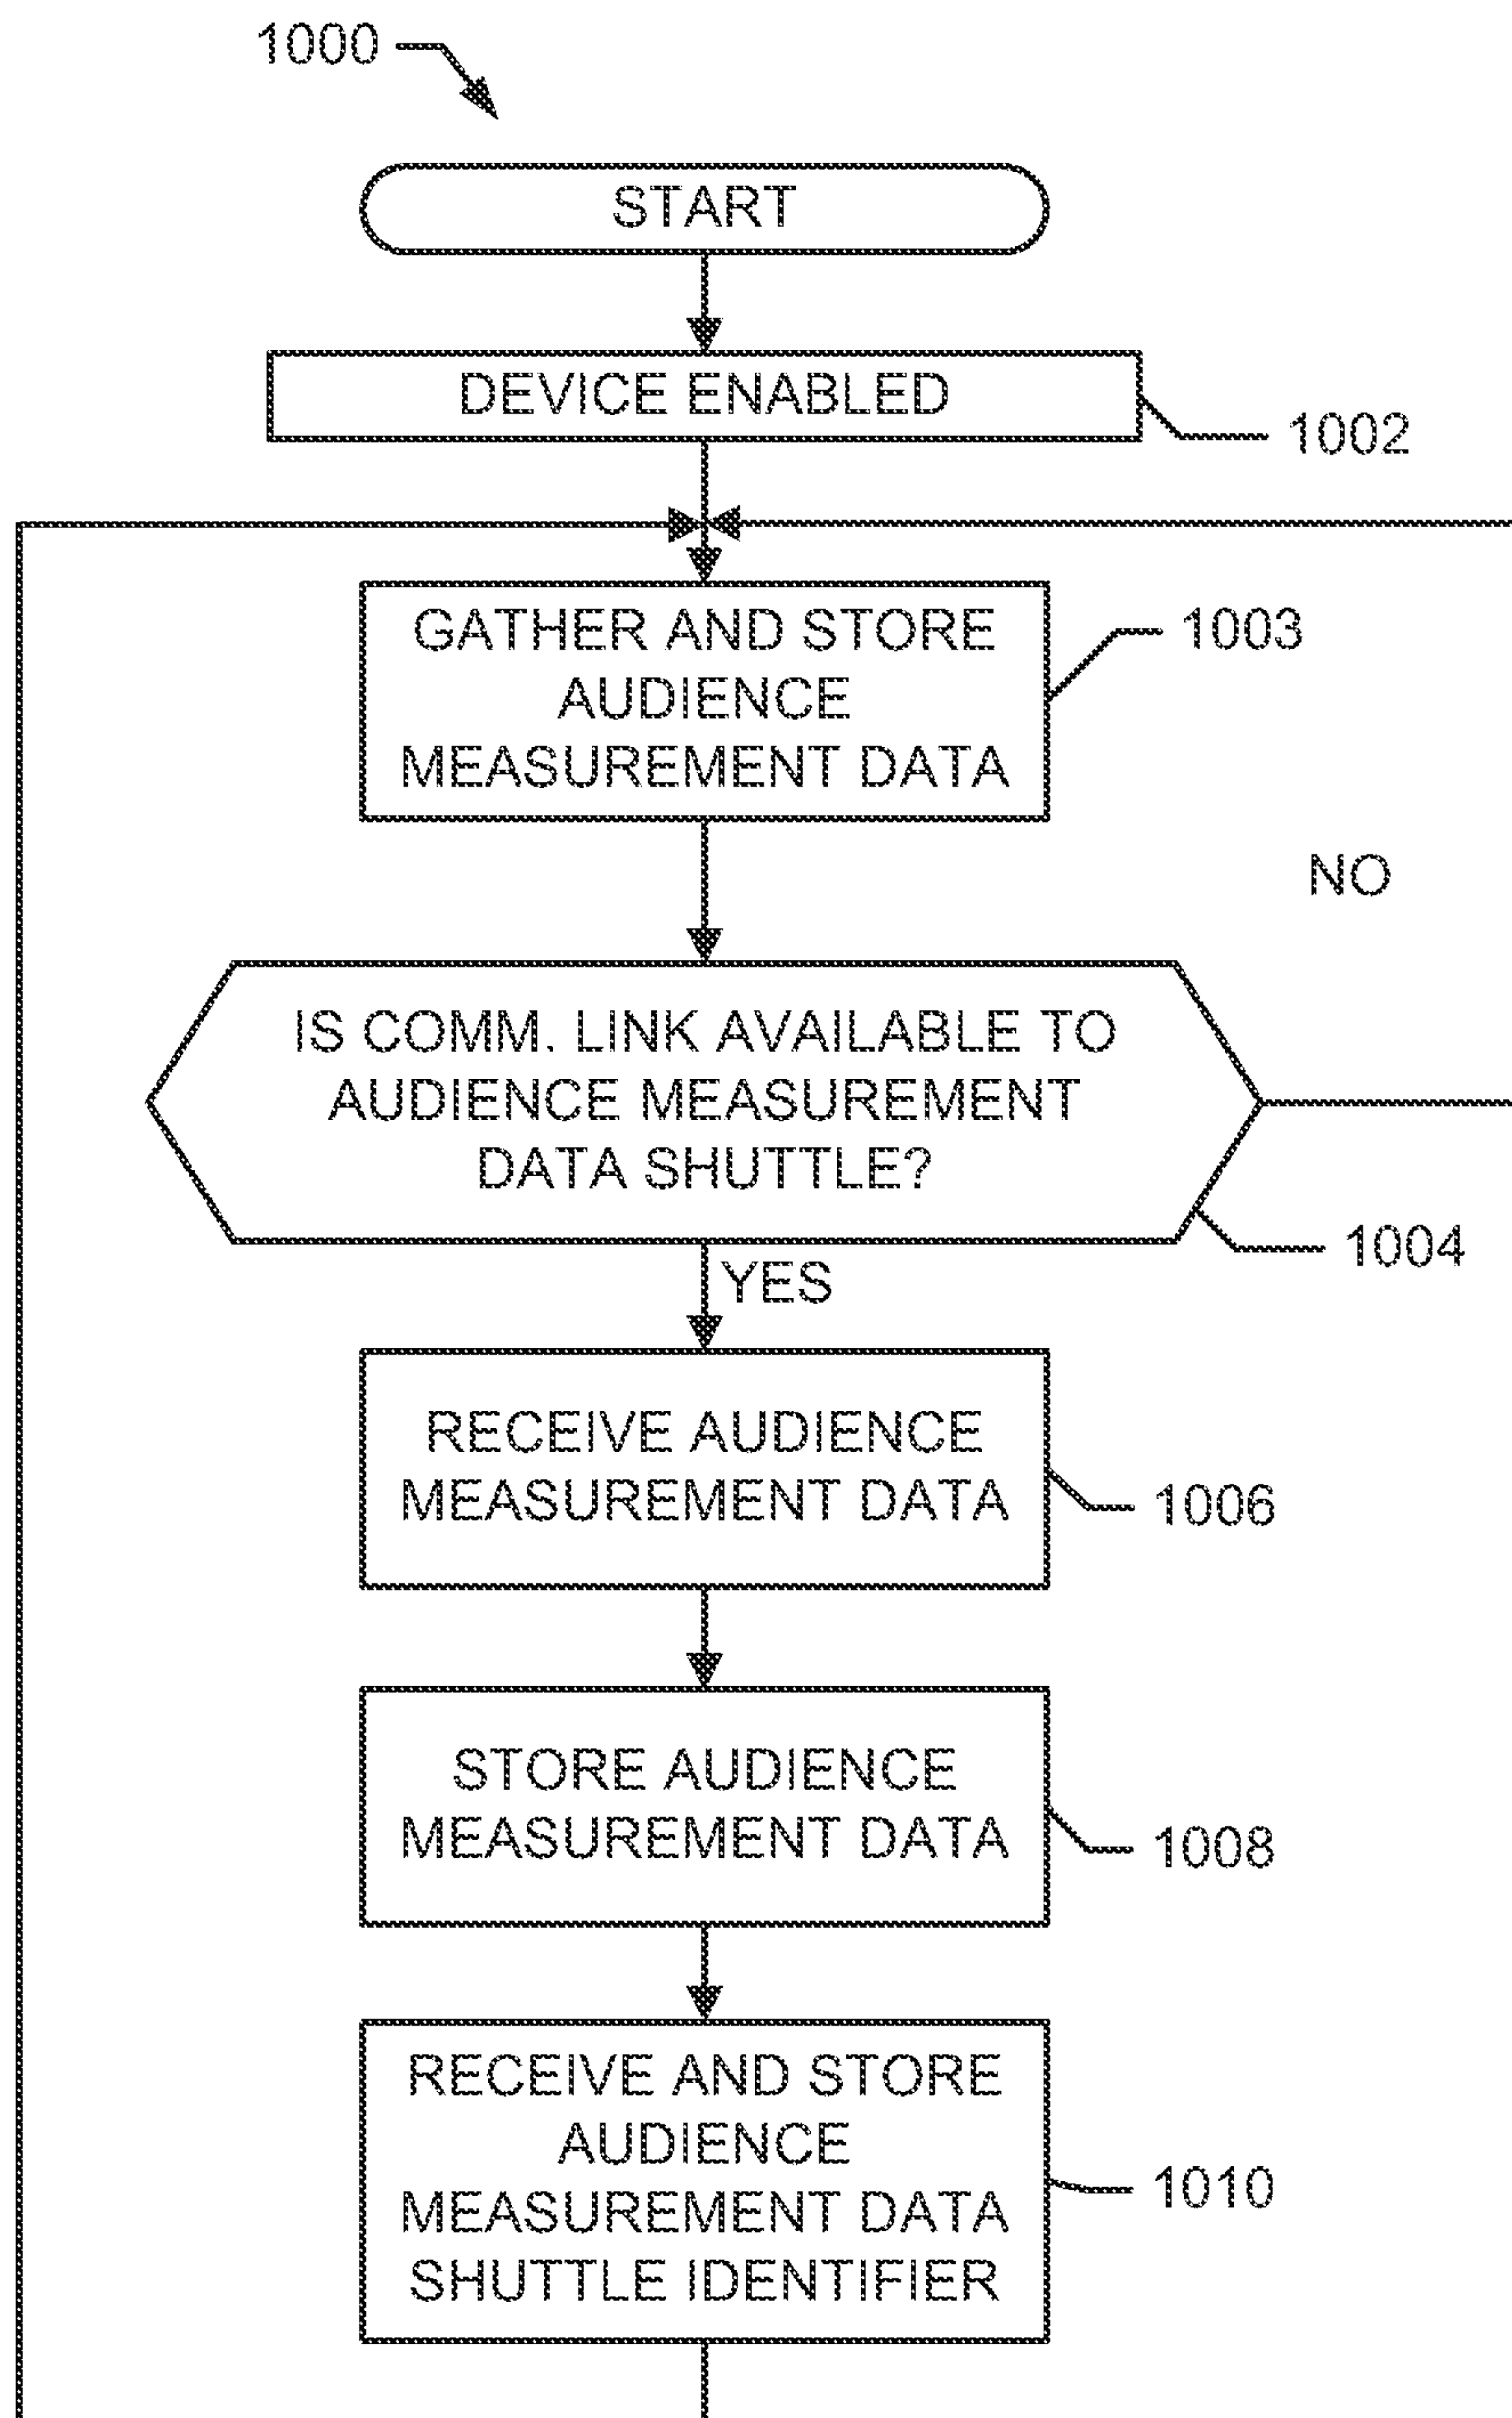 1000
START
DEVICE ENABLED
1002
GATHER AND STORE
AUDIENCE
MEASUREMENT DATA
1003
NO
IS COMM. LINK AVAILABLE TO
AUDIENCE MEASUREMENT
DATA SHUTTLE?
1004
YES
RECEIVE AUDIENCE
MEASUREMENT DATA
1006
STORE AUDIENCE
MEASUREMENT DATA
1008
RECEIVE AND STORE
AUDIENCE
MEASUREMENT DATA
SHUTTLE IDENTIFIER
1010